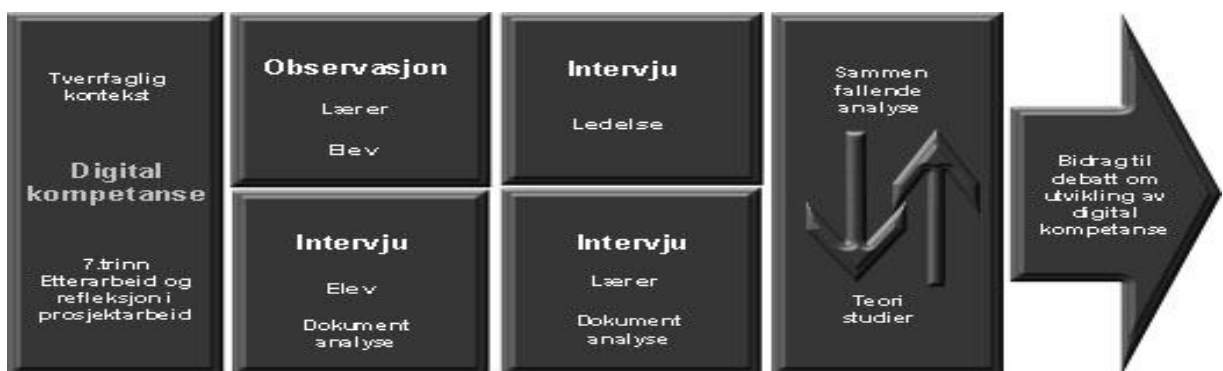 Tverrfaglig
kontekst
Digital
kompetanse
7.trinn
Etterarbeid og
refleksjon i
prosjektarbeid
Observasjon
Lærer
Elev
Intervju
Elev
Dokument
analyse
Intervju
Ledelse
Intervju
Lærer
Dokument
analyse
Sammen
fallende
analyse
Teori
studier
Bidrag til
debatt om
utvikling av
digital
kompetanse